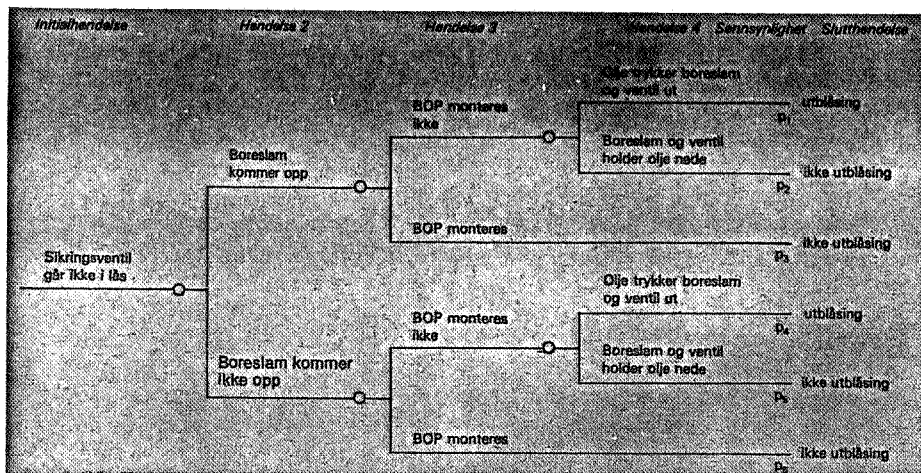 Initialhendelse Hendelse 2 Hendelse 3 Hendelse 4 Sannsynlighet Slutthendelse
Olje trykker boreslam
og ventil ut
BOP monteres
ikke
utblåsing
p1
Boreslam og ventil
holder olje nede
Boreslam
kommer opp
ikke utblåsing
p2
BOP monteres
ikke utblåsing
p3
Sikringsventil
går ikke i lås
Olje trykker boreslam
og ventil ut
BOP monteres
ikke
utblåsing
p4
Boreslam og ventil
holder olje nede
Boreslam kommer
ikke opp
ikke utblåsing
p5
BOP monteres
ikke utblåsing